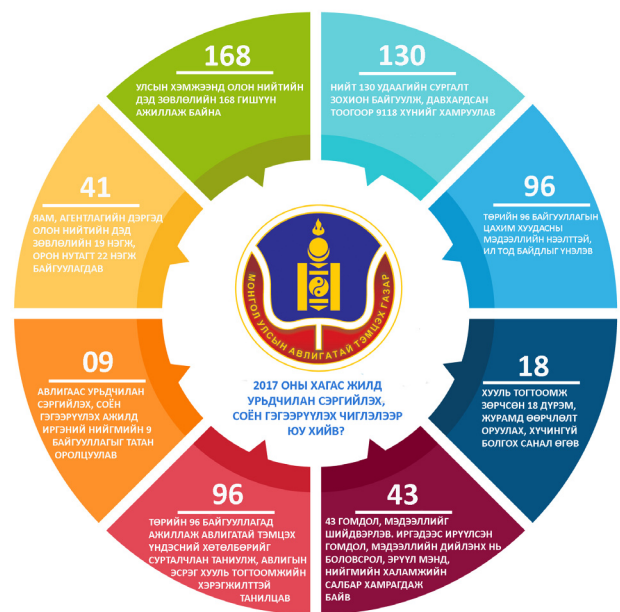 168
УЛСЫН ХЭМЖЭЭНД ОЛОН НИЙТИЙН
ДЭД ЗӨВЛӨЛИЙН 168 ГИШҮҮН
АЖИЛЛАЖ БАЙНА
130
НИЙТ 130 УДААГИЙН СУРГАЛТ
ЗОХИОН БАЙГУУЛЖ, ДАВХАРДСАН
ТООГООР 9118 ХҮНИЙГ ХАМРУУЛАВ
96
ТӨРИЙН 96 БАЙГУУЛЛАГЫН
ЦАХИМ ХУУДАСНЫ
МЭДЭЭЛЛИЙН НЭЭЛТТЭЙ,
ИЛ ТОД БАЙДЛЫГ ҮНЭЛЭВ
18
ХУУЛЬ ТОГТООМЖ
ЗӨРЧСӨН 18 ДҮРЭМ,
ЖУРАМД ӨӨРЧЛӨЛТ
ОРУУЛАХ, ХҮЧИНГҮЙ
БОЛГОХ САНАЛ ӨГӨВ
43
43 ГОМДОЛ, МЭДЭЭЛЛИЙГ
ШИЙДВЭРЛЭВ. ИРГЭДЭЭС ИРҮҮЛСЭН
ГОМДОЛ, МЭДЭЭЛЛИЙН ДИЙЛЭНХ НЬ
БОЛОВСРОЛ, ЭРҮҮЛ МЭНД,
НИЙГМИЙН ХАЛАМЖИЙН
САЛБАР ХАМРАГДАЖ
БАЙВ
96
ТӨРИЙН 96 БАЙГУУЛЛАГАД
АЖИЛЛАЖ АВЛИГАТАЙ ТЭМЦЭХ
ҮНДЭСНИЙ ХӨТӨЛБӨРИЙГ
СУРТАЛЧЛАН ТАНИУЛЖ, АВЛИГЫН
ЭСРЭГ ХУУЛЬ ТОГТООМЖИЙН
ХЭРЭГЖИЛТТЭЙ
ТАНИЛЦАВ
09
АВЛИГААС УРЬДЧИЛАН
СЭРГИЙЛЭХ, СОЁН
ГЭГЭЭРҮҮЛЭХ АЖИЛД
ИРГЭНИЙ НИЙГМИЙН 9
БАЙГУУЛЛАГЫГ ТАТАН
ОРОЛЦУУЛАВ
41
ЯАМ, АГЕНТЛАГИЙН ДЭРГЭД
ОЛОН НИЙТИЙН ДЭД
ЗӨВЛӨЛИЙН 19 НЭГЖ,
ОРОН НУТАГТ 22 НЭГЖ
БАЙГУУЛАГДАВ
МОНГОЛ УЛСЫН АВЛИГАТАЙ ТЭМЦЭХ ГАЗАР
2017 ОНЫ ХАГАС ЖИЛД
УРЬДЧИЛАН СЭРГИЙЛЭХ,
СОЁН ГЭГЭЭРҮҮЛЭХ ЧИГЛЭЛЭЭР
ЮУ ХИЙВ?